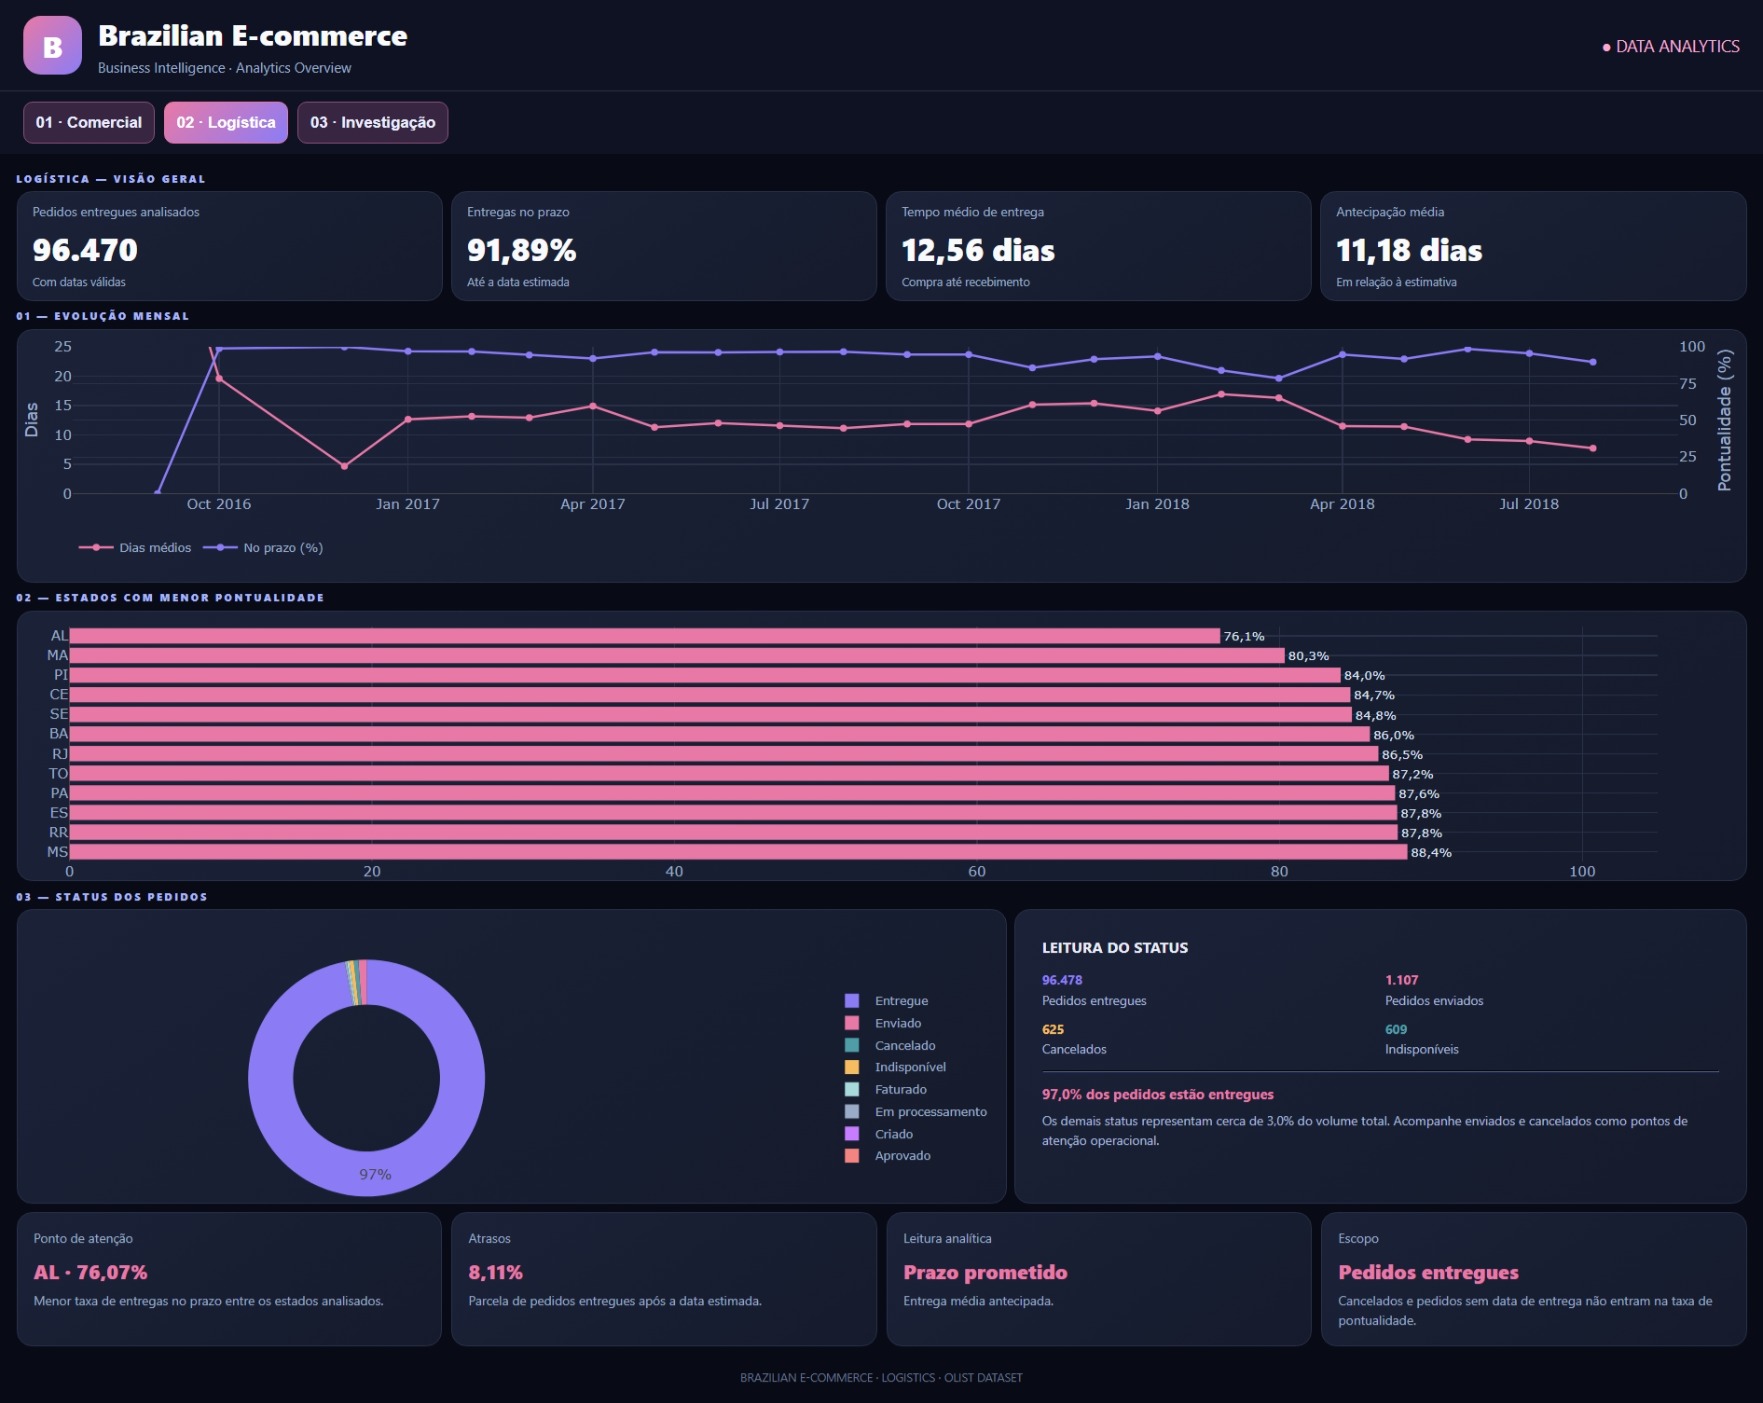 B
Brazilian E-commerce
Business Intelligence · Analytics Overview
● DATA ANALYTICS
01 · Comercial
02 · Logística
03 · Investigação
LOGÍSTICA — VISÃO GERAL
Pedidos entregues analisados
96.470
Com datas válidas
Entregas no prazo
91,89%
Até a data estimada
Tempo médio de entrega
12,56 dias
Compra até recebimento
Antecipação média
11,18 dias
Em relação à estimativa
01 — EVOLUÇÃO MENSAL
Dias
25
20
15
10
5
0
100
75
50
25
0
Pontualidade (%)
Oct 2016
Jan 2017
Apr 2017
Jul 2017
Oct 2017
Jan 2018
Apr 2018
Jul 2018
Dias médios
No prazo (%)
02 — ESTADOS COM MENOR PONTUALIDADE
AL 76,1%
MA 80,3%
PI 84,0%
CE 84,7%
SE 84,8%
BA 86,0%
RJ 86,5%
TO 87,2%
PA 87,6%
ES 87,8%
RR 87,8%
MS 88,4%
0 20 40 60 80 100
03 — STATUS DOS PEDIDOS
97%
Entregue
Enviado
Cancelado
Indisponível
Faturado
Em processamento
Criado
Aprovado
LEITURA DO STATUS
96.478
Pedidos entregues
1.107
Pedidos enviados
625
Cancelados
609
Indisponíveis
97,0% dos pedidos estão entregues
Os demais status representam cerca de 3,0% do volume total. Acompanhe enviados e cancelados como pontos de
atenção operacional.
Ponto de atenção
AL · 76,07%
Menor taxa de entregas no prazo entre os estados analisados.
Atrasos
8,11%
Parcela de pedidos entregues após a data estimada.
Leitura analítica
Prazo prometido
Entrega média antecipada.
Escopo
Pedidos entregues
Cancelados e pedidos sem data de entrega não entram na taxa de
pontualidade.
BRAZILIAN E-COMMERCE · LOGISTICS · OLIST DATASET